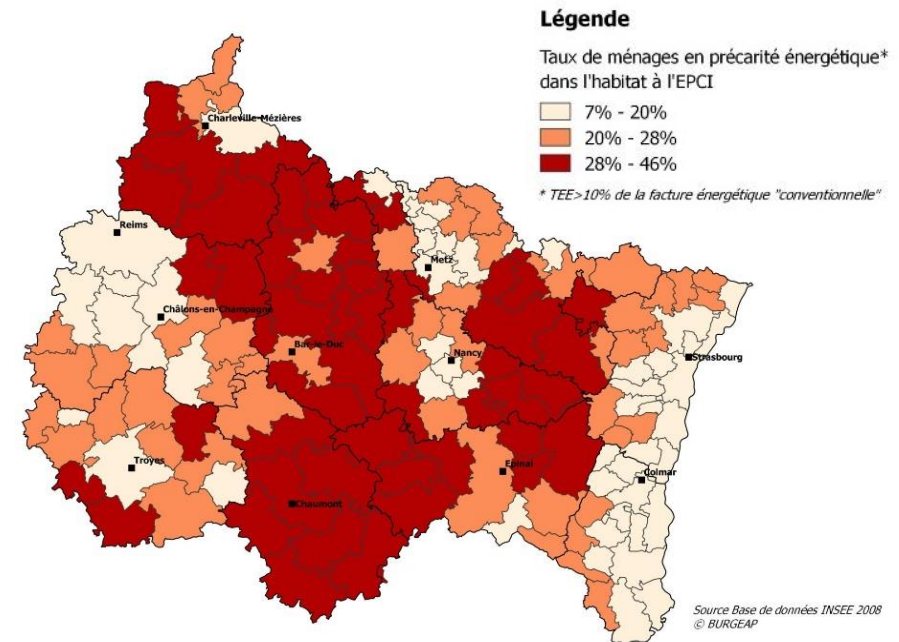 Légende
Taux de ménages en précarité énergétique*
dans l'habitat à l'EPCI
7% - 20%
20% - 28%
28% - 46%
* TEE>10% de la facture énergétique "conventionnelle"
Charleville-Mézières
Reims
Metz
Châlons-en-Champagne
Bar-le-Duc
Nancy
Strasbourg
Troyes
Epinal
Colmar
Chaumont
Source Base de données INSEE 2008
© BURGEAP